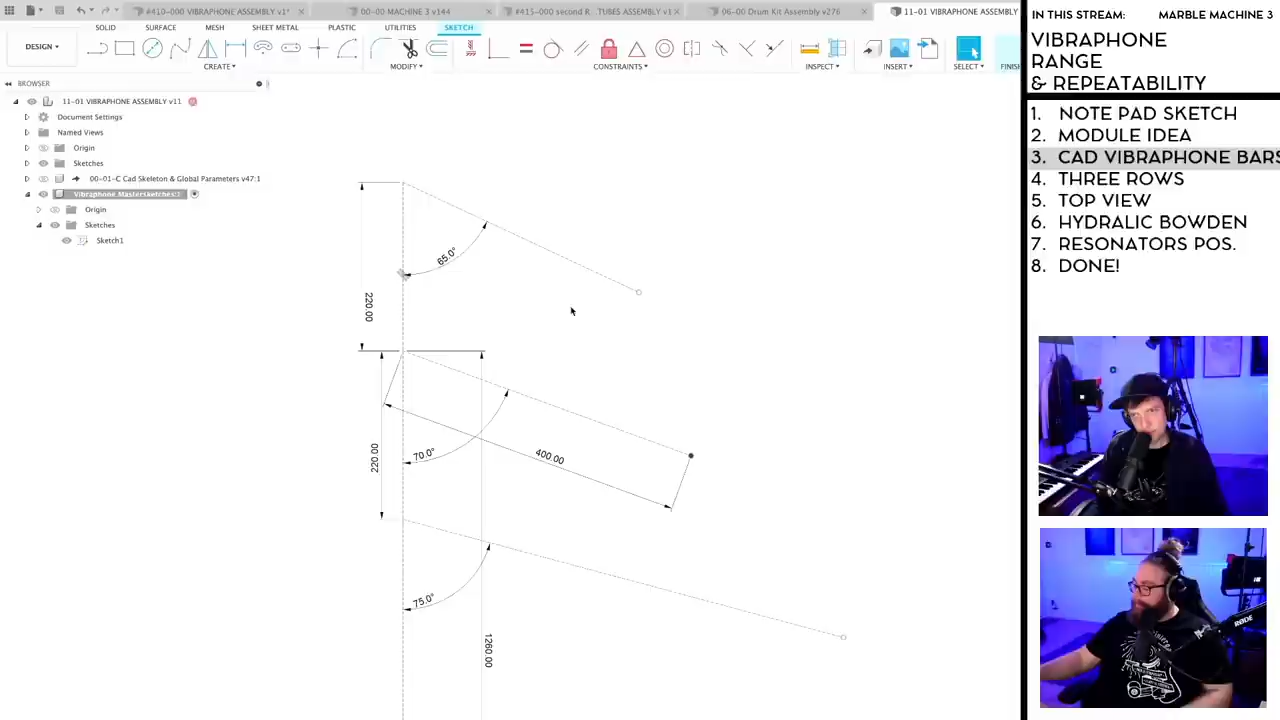 #410-000 VIBRAPHONE ASSEMBLY v1*
00-00 MACHINE 3 v144
#415-000 second R...TUBES ASSEMBLY v1
06-00 Drum Kit Assembly v276
11-01 VIBRAPHONE ASSEMBLY
SOLID
SURFACE
MESH
SHEET METAL
PLASTIC
UTILITIES
SKETCH
DESIGN
CREATE
MODIFY
CONSTRAINTS
INSPECT
INSERT
SELECT
FINISH
BROWSER
11-01 VIBRAPHONE ASSEMBLY v11
Document Settings
Named Views
Origin
Sketches
00-01-C Cad Skeleton & Global Parameters v47:1
Vibraphone Mastersketches:1
Origin
Sketches
Sketch1
65.0°
220.00
70.0°
220.00
400.00
75.0°
1260.00
IN THIS STREAM: MARBLE MACHINE 3
VIBRAPHONE
RANGE
& REPEATABILITY
1. NOTE PAD SKETCH
2. MODULE IDEA
3. CAD VIBRAPHONE BARS
4. THREE ROWS
5. TOP VIEW
6. HYDRALIC BOWDEN
7. RESONATORS POS.
8. DONE!
RØDE